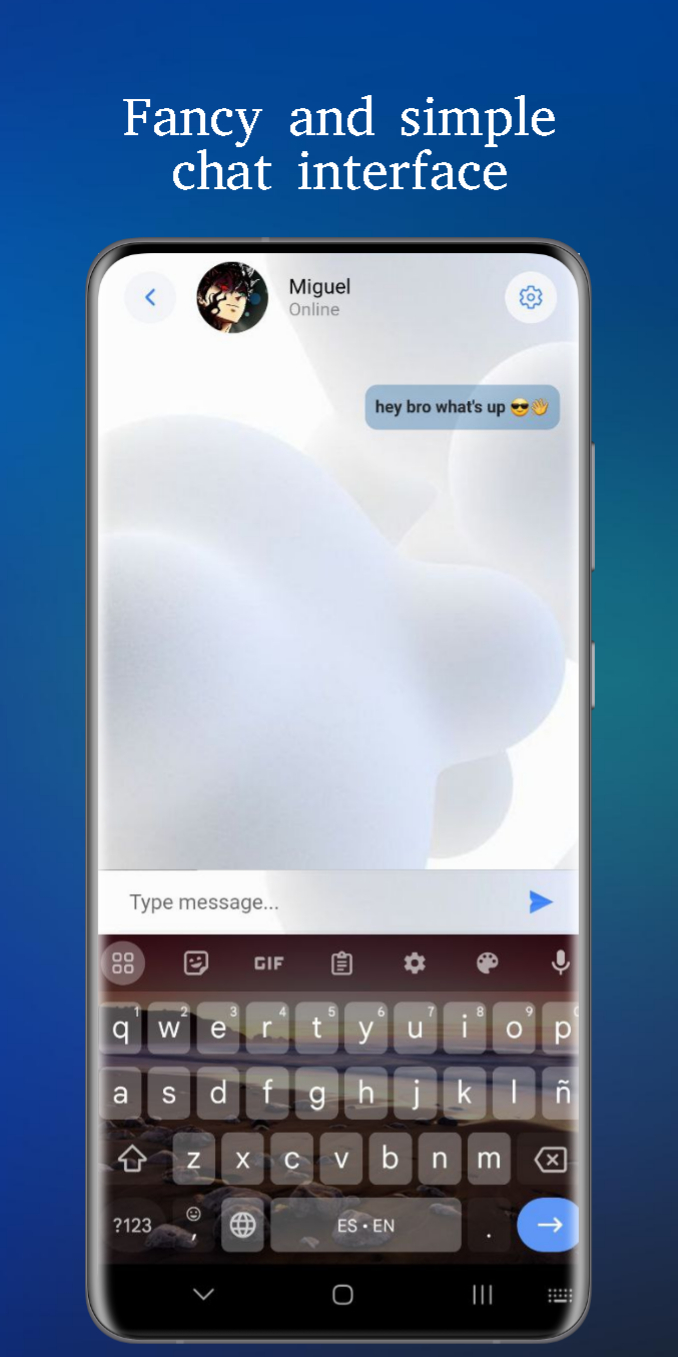 Fancy and simple
chat interface
Miguel
Online
hey bro what's up 😎👋
Type message...
GIF
1 2 3 4 5 6 7 8 9 0
q w e r t y u i o p
a s d f g h j k l ñ
z x c v b n m
?123 , ES • EN .